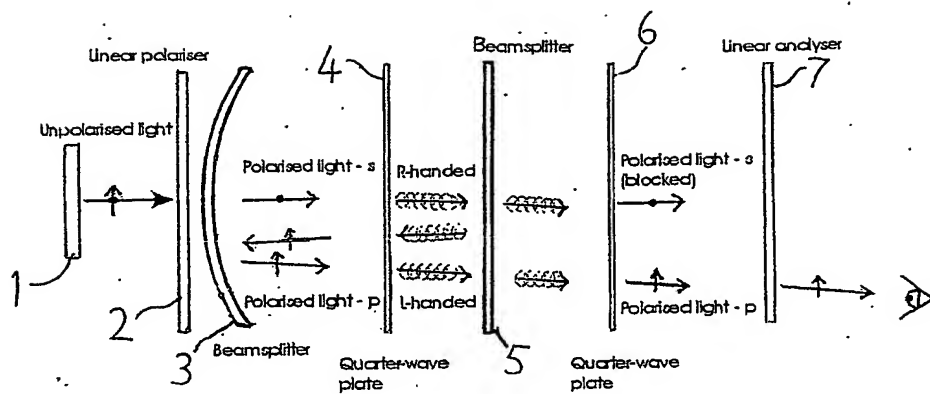 Linear polariser
4
Beamsplitter
6
Linear analyser
7
Unpolarised light
Polarised light - s
R-handed
Polarised light - s
(blocked)
1
2
3
Polarised light - p
L-handed
5
Polarised light - p
Beamsplitter
Quarter-wave
plate
Quarter-wave
plate